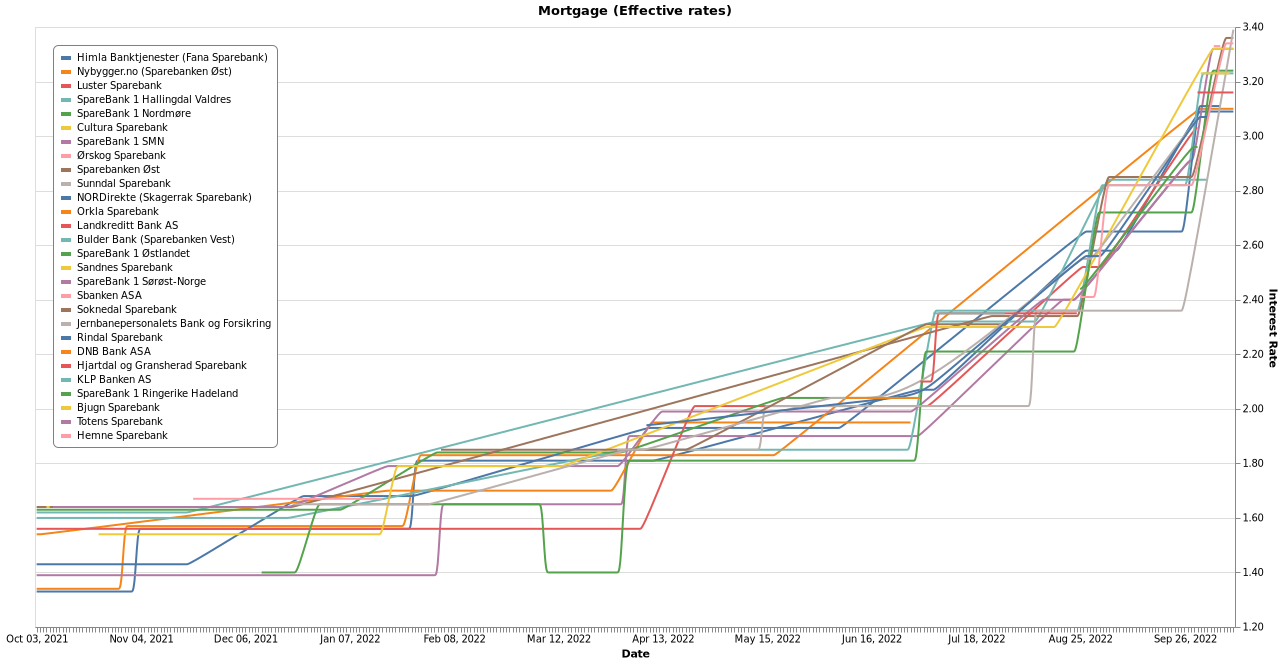 Mortgage (Effective rates)
Himla Banktjenester (Fana Sparebank)
Nybygger.no (Sparebanken Øst)
Luster Sparebank
SpareBank 1 Hallingdal Valdres
SpareBank 1 Nordmøre
Cultura Sparebank
SpareBank 1 SMN
Ørskog Sparebank
Sparebanken Øst
Sunndal Sparebank
NORDirekte (Skagerrak Sparebank)
Orkla Sparebank
Landkreditt Bank AS
Bulder Bank (Sparebanken Vest)
SpareBank 1 Østlandet
Sandnes Sparebank
SpareBank 1 Sørøst-Norge
Sbanken ASA
Soknedal Sparebank
Jernbanepersonalets Bank og Forsikring
Rindal Sparebank
DNB Bank ASA
Hjartdal og Gransherad Sparebank
KLP Banken AS
SpareBank 1 Ringerike Hadeland
Bjugn Sparebank
Totens Sparebank
Hemne Sparebank
3.40
3.20
3.00
2.80
2.60
2.40
2.20
2.00
1.80
1.60
1.40
1.20
Interest Rate
Oct 03, 2021 Nov 04, 2021 Dec 06, 2021 Jan 07, 2022 Feb 08, 2022 Mar 12, 2022 Apr 13, 2022 May 15, 2022 Jun 16, 2022 Jul 18, 2022 Aug 25, 2022 Sep 26, 2022
Date